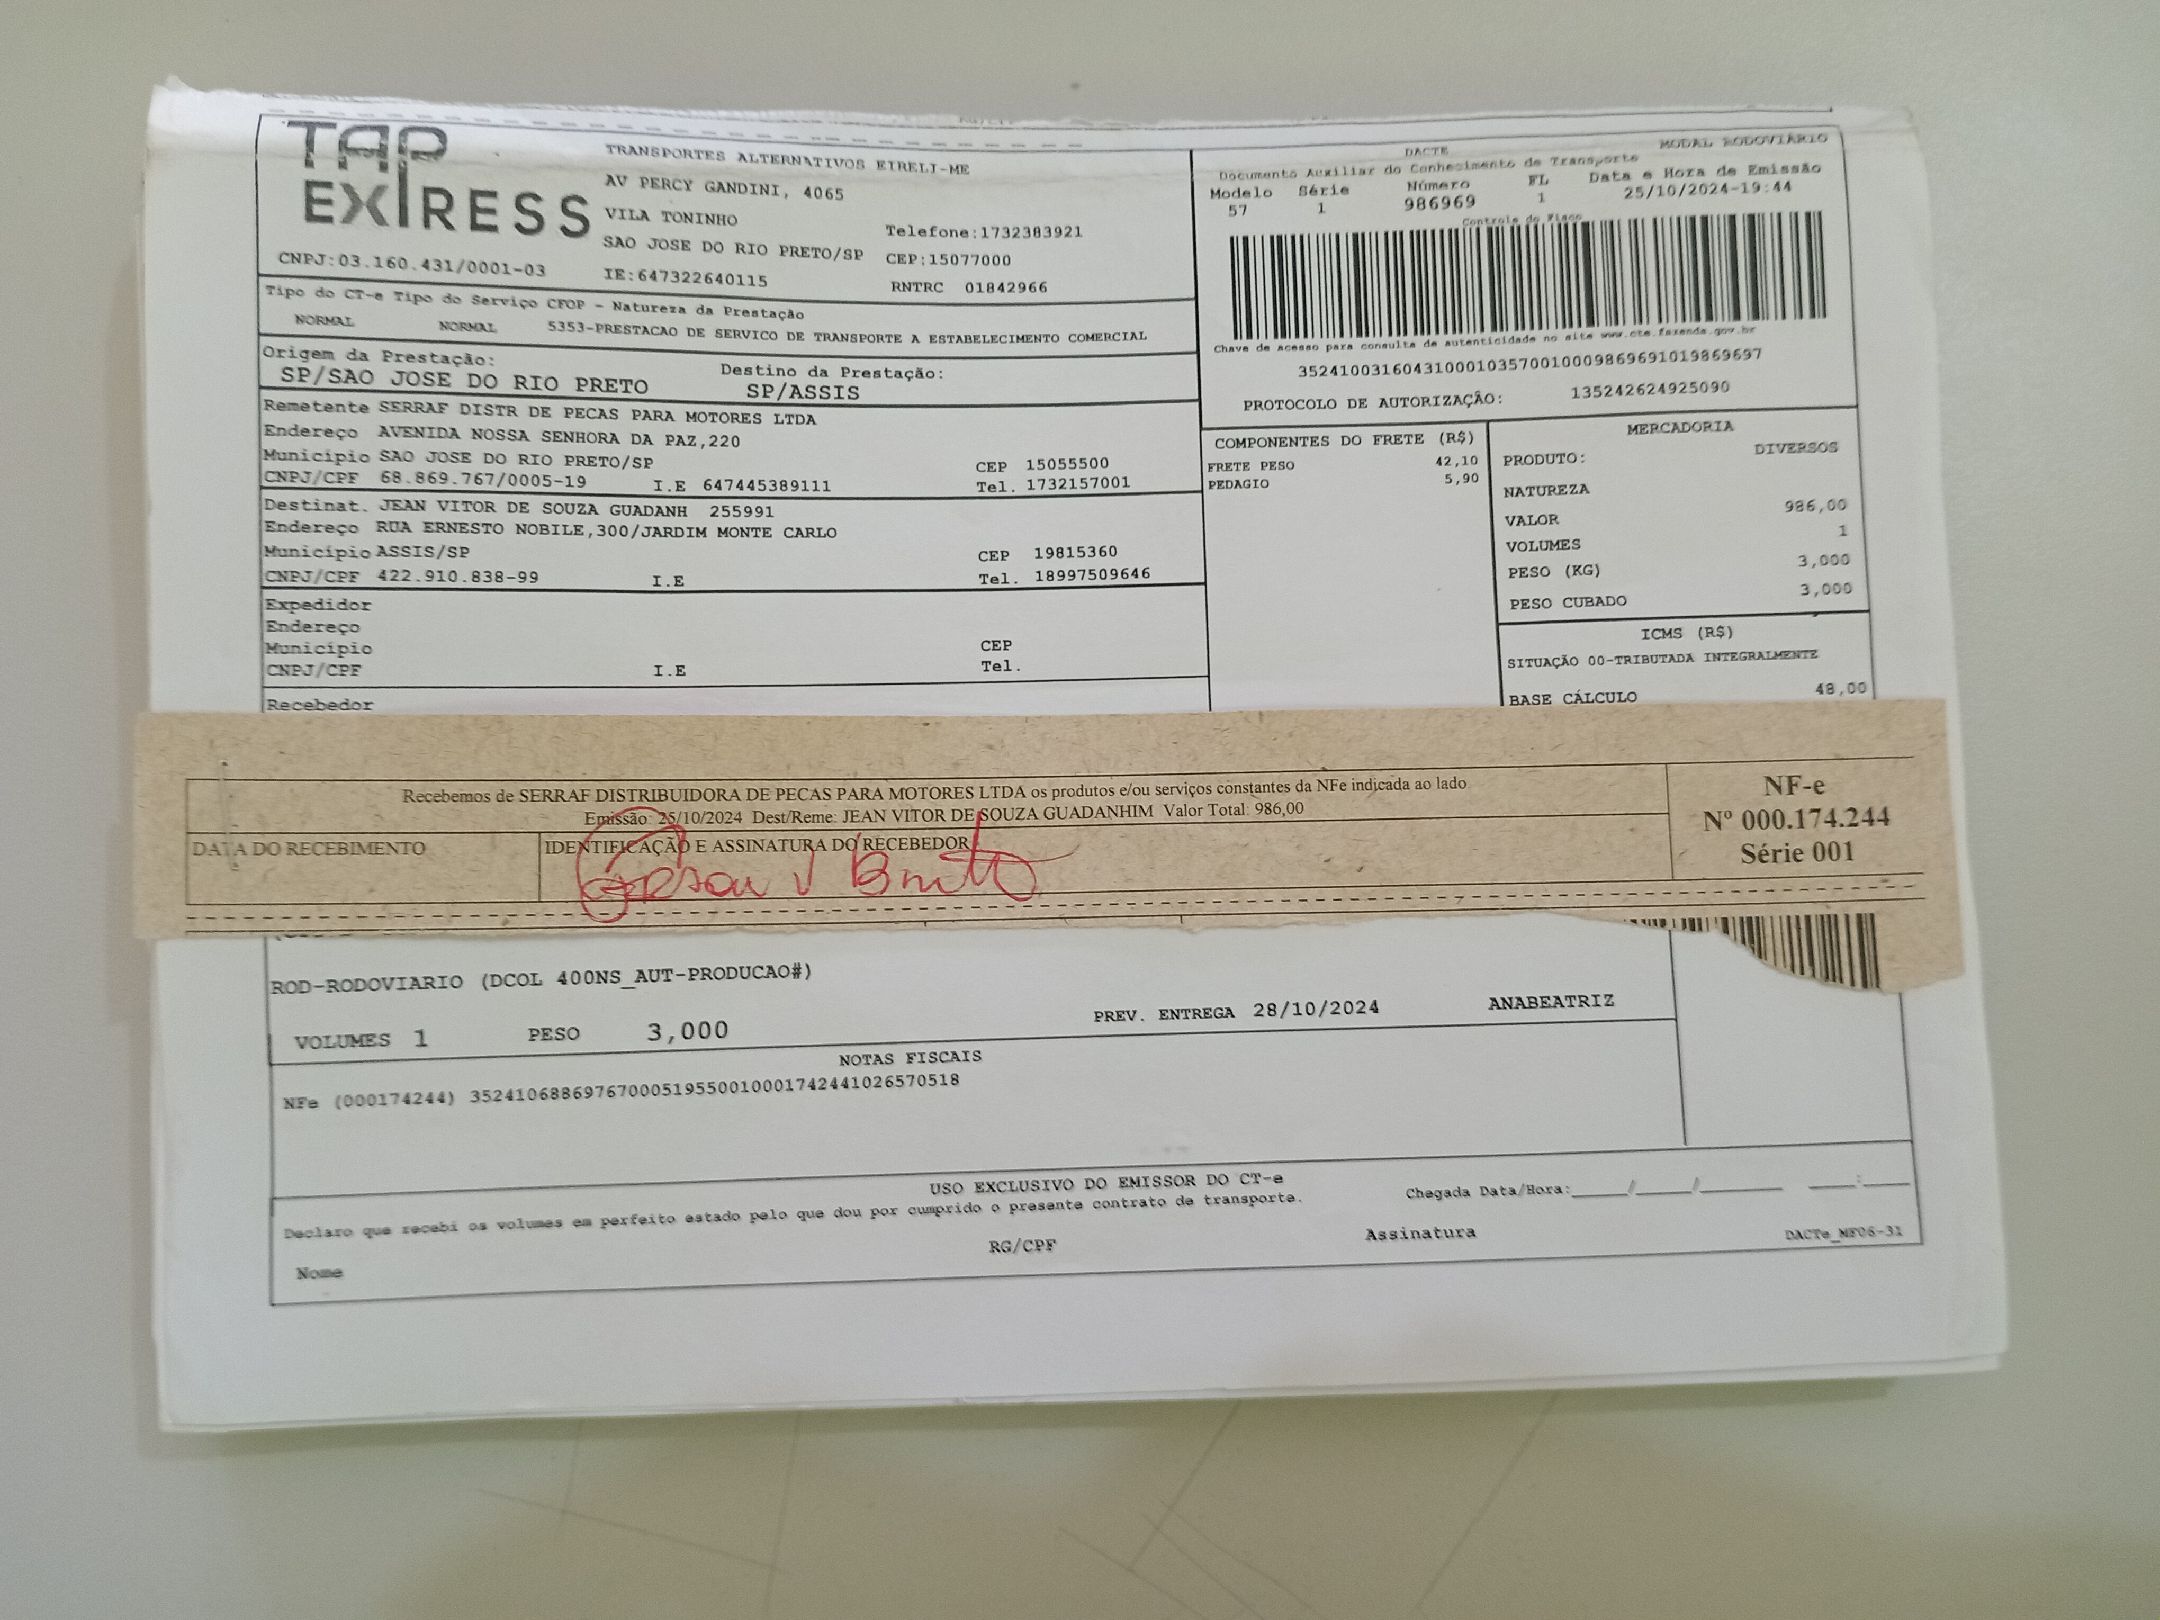 TAP
EXPRESS
TRANSPORTES ALTERNATIVOS EIRELI-ME
AV PERCY GANDINI, 4065
VILA TONINHO
SAO JOSE DO RIO PRETO/SP
IE:647322640115
Telefone:1732383921
CEP:15077000
RNTRC 01842966
CNPJ:03.160.431/0001-03
DACTE
MODAL RODOVIÁRIO
Documento Auxiliar do Conhecimento de Transporte
Modelo Série Número FL Data e Hora de Emissão
57 1 986969 1 25/10/2024-19:44
Controle do Fisco
Chave de acesso para consulta de autenticidade no site www.cte.fazenda.gov.br
35241003160431000103570010009869691019869697
PROTOCOLO DE AUTORIZAÇÃO: 135242624925090
Tipo do CT-e Tipo do Serviço CFOP - Natureza da Prestação
NORMAL NORMAL 5353-PRESTACAO DE SERVICO DE TRANSPORTE A ESTABELECIMENTO COMERCIAL
Origem da Prestação: Destino da Prestação:
SP/SAO JOSE DO RIO PRETO SP/ASSIS
Remetente SERRAF DISTR DE PECAS PARA MOTORES LTDA
Endereço AVENIDA NOSSA SENHORA DA PAZ,220
Município SAO JOSE DO RIO PRETO/SP CEP 15055500
CNPJ/CPF 68.869.767/0005-19 I.E 647445389111 Tel. 1732157001
Destinat. JEAN VITOR DE SOUZA GUADANH 255991
Endereço RUA ERNESTO NOBILE,300/JARDIM MONTE CARLO
Município ASSIS/SP CEP 19815360
CNPJ/CPF 422.910.838-99 I.E Tel. 18997509646
Expedidor
Endereço
Município CEP
CNPJ/CPF I.E Tel.
Recebedor
COMPONENTES DO FRETE (R$)
FRETE PESO 42,10
PEDAGIO 5,90
MERCADORIA
PRODUTO: DIVERSOS
NATUREZA
VALOR 986,00
VOLUMES 1
PESO (KG) 3,000
PESO CUBADO 3,000
ICMS (R$)
SITUAÇÃO 00-TRIBUTADA INTEGRALMENTE
BASE CÁLCULO 48,00
Recebemos de SERRAF DISTRIBUIDORA DE PECAS PARA MOTORES LTDA os produtos e/ou serviços constantes da NFe indicada ao lado
Emissão: 25/10/2024 Dest/Reme: JEAN VITOR DE SOUZA GUADANHIM Valor Total: 986,00
DATA DO RECEBIMENTO
IDENTIFICAÇÃO E ASSINATURA DO RECEBEDOR
NF-e
Nº 000.174.244
Série 001
ROD-RODOVIARIO (DCOL 400NS_AUT-PRODUCAO#)
VOLUMES 1 PESO 3,000 PREV. ENTREGA 28/10/2024 ANABEATRIZ
NOTAS FISCAIS
NFe (000174244) 35241068869767000519550010001742441026570518
USO EXCLUSIVO DO EMISSOR DO CT-e
Declaro que recebi os volumes em perfeito estado pelo que dou por cumprido o presente contrato de transporte.
Chegada Data/Hora:____/____/______ ____:____
Nome RG/CPF Assinatura DACTe_MF06-31